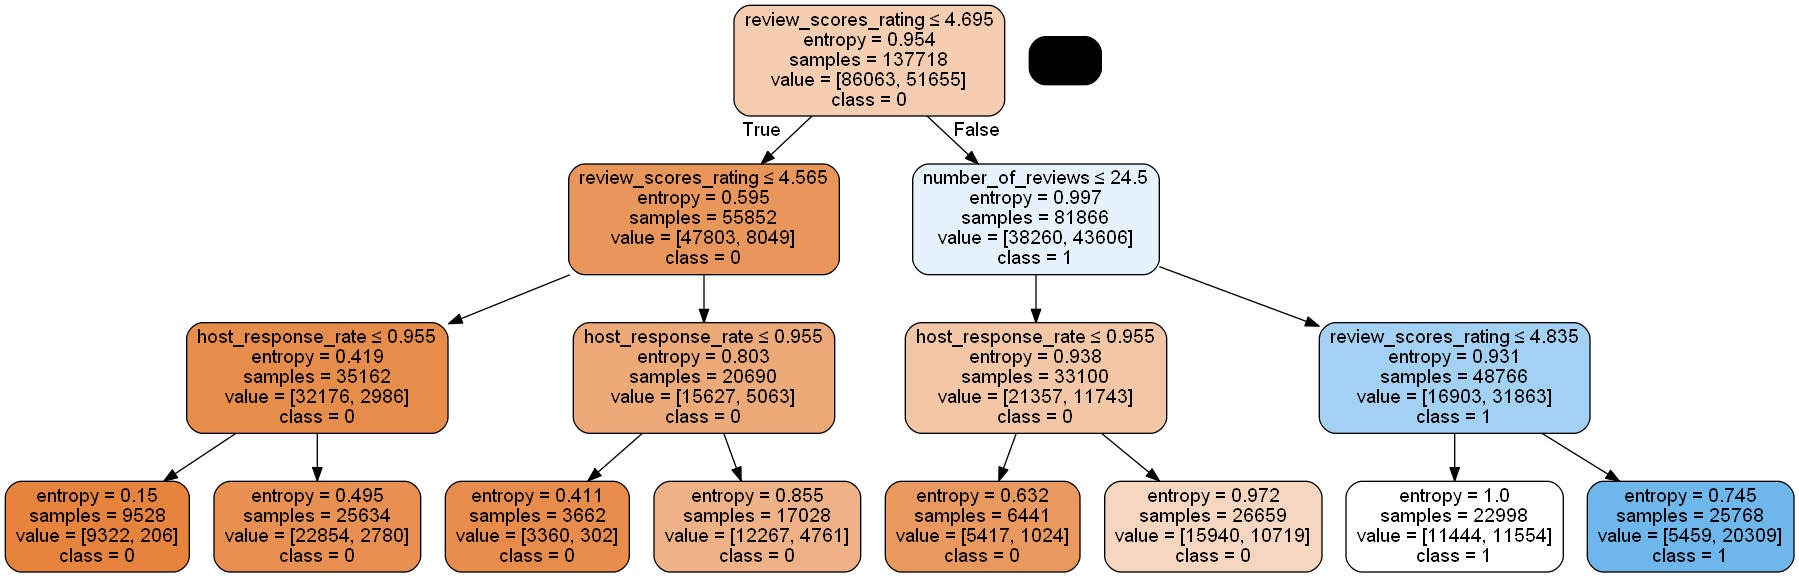 review_scores_rating ≤ 4.695
entropy = 0.954
samples = 137718
value = [86063, 51655]
class = 0
True
False
review_scores_rating ≤ 4.565
entropy = 0.595
samples = 55852
value = [47803, 8049]
class = 0
number_of_reviews ≤ 24.5
entropy = 0.997
samples = 81866
value = [38260, 43606]
class = 1
host_response_rate ≤ 0.955
entropy = 0.419
samples = 35162
value = [32176, 2986]
class = 0
host_response_rate ≤ 0.955
entropy = 0.803
samples = 20690
value = [15627, 5063]
class = 0
host_response_rate ≤ 0.955
entropy = 0.938
samples = 33100
value = [21357, 11743]
class = 0
review_scores_rating ≤ 4.835
entropy = 0.931
samples = 48766
value = [16903, 31863]
class = 1
entropy = 0.15
samples = 9528
value = [9322, 206]
class = 0
entropy = 0.495
samples = 25634
value = [22854, 2780]
class = 0
entropy = 0.411
samples = 3662
value = [3360, 302]
class = 0
entropy = 0.855
samples = 17028
value = [12267, 4761]
class = 0
entropy = 0.632
samples = 6441
value = [5417, 1024]
class = 0
entropy = 0.972
samples = 26659
value = [15940, 10719]
class = 0
entropy = 1.0
samples = 22998
value = [11444, 11554]
class = 1
entropy = 0.745
samples = 25768
value = [5459, 20309]
class = 1